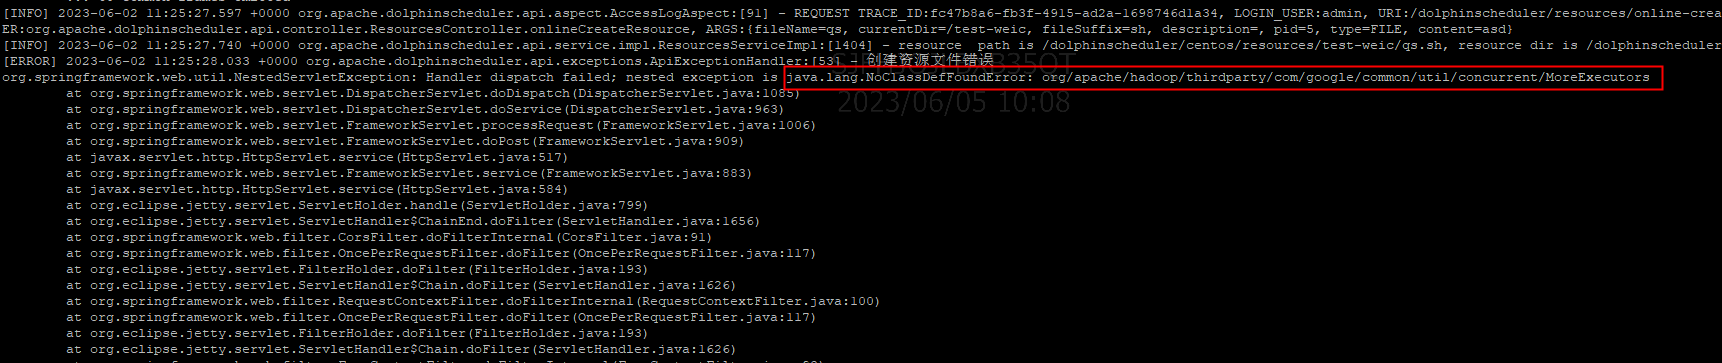 [INFO] 2023-06-02 11:25:27.597 +0000 org.apache.dolphinscheduler.api.aspect.AccessLogAspect:[91] - REQUEST TRACE_ID:fc47b8a6-fb3f-4915-ad2a-1698746d1a34, LOGIN_USER:admin, URI:/dolphinscheduler/resources/online-crea
ER:org.apache.dolphinscheduler.api.controller.ResourcesController.onlineCreateResource, ARGS:{fileName=qs, currentDir=/test-weic, fileSuffix=sh, description=, pid=5, type=FILE, content=asd}
[INFO] 2023-06-02 11:25:27.740 +0000 org.apache.dolphinscheduler.api.service.impl.ResourcesServiceImpl:[1404] - resource  path is /dolphinscheduler/centos/resources/test-weic/qs.sh, resource dir is /dolphinscheduler
[ERROR] 2023-06-02 11:25:28.033 +0000 org.apache.dolphinscheduler.api.exceptions.ApiExceptionHandler:[53] - 创建资源文件错误
org.springframework.web.util.NestedServletException: Handler dispatch failed; nested exception is java.lang.NoClassDefFoundError: org/apache/hadoop/thirdparty/com/google/common/util/concurrent/MoreExecutors
at org.springframework.web.servlet.DispatcherServlet.doDispatch(DispatcherServlet.java:1085)
2023/06/05 10:08
at org.springframework.web.servlet.DispatcherServlet.doService(DispatcherServlet.java:963)
at org.springframework.web.servlet.FrameworkServlet.processRequest(FrameworkServlet.java:1006)
at org.springframework.web.servlet.FrameworkServlet.doPost(FrameworkServlet.java:909)
at javax.servlet.http.HttpServlet.service(HttpServlet.java:517)
at org.springframework.web.servlet.FrameworkServlet.service(FrameworkServlet.java:883)
at javax.servlet.http.HttpServlet.service(HttpServlet.java:584)
at org.eclipse.jetty.servlet.ServletHolder.handle(ServletHolder.java:799)
at org.eclipse.jetty.servlet.ServletHandler$ChainEnd.doFilter(ServletHandler.java:1656)
at org.springframework.web.filter.CorsFilter.doFilterInternal(CorsFilter.java:91)
at org.springframework.web.filter.OncePerRequestFilter.doFilter(OncePerRequestFilter.java:117)
at org.eclipse.jetty.servlet.FilterHolder.doFilter(FilterHolder.java:193)
at org.eclipse.jetty.servlet.ServletHandler$Chain.doFilter(ServletHandler.java:1626)
at org.springframework.web.filter.RequestContextFilter.doFilterInternal(RequestContextFilter.java:100)
at org.springframework.web.filter.OncePerRequestFilter.doFilter(OncePerRequestFilter.java:117)
at org.eclipse.jetty.servlet.FilterHolder.doFilter(FilterHolder.java:193)
at org.eclipse.jetty.servlet.ServletHandler$Chain.doFilter(ServletHandler.java:1626)